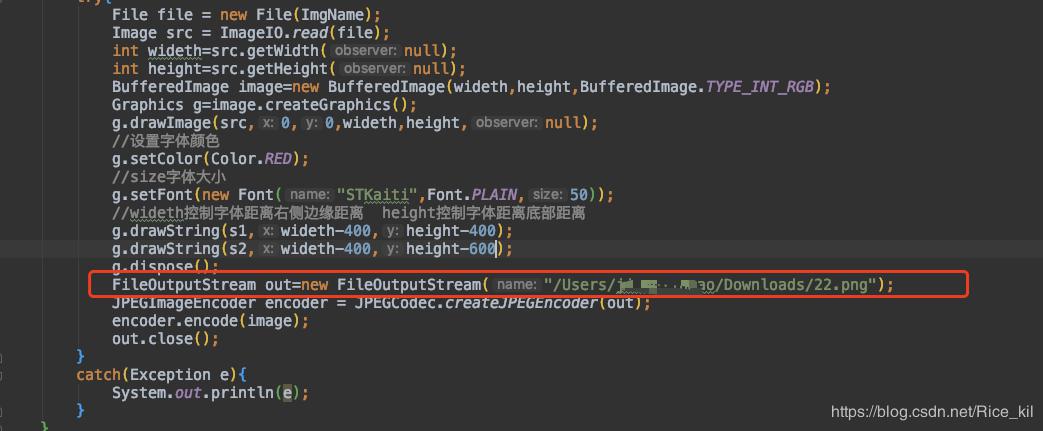 try{
File file = new File(ImgName);
Image src = ImageIO.read(file);
int wideth=src.getWidth( observer: null);
int height=src.getHeight( observer: null);
BufferedImage image=new BufferedImage(wideth,height,BufferedImage.TYPE_INT_RGB);
Graphics g=image.createGraphics();
g.drawImage(src, x: 0, y: 0,wideth,height, observer: null);
//设置字体颜色
g.setColor(Color.RED);
//size字体大小
g.setFont(new Font( name: "STKaiti",Font.PLAIN, size: 50));
//wideth控制字体距离右侧边缘距离 height控制字体距离底部距离
g.drawString(s1, x: wideth-400, y: height-400);
g.drawString(s2, x: wideth-400, y: height-600);
g.dispose();
FileOutputStream out=new FileOutputStream( name: "/Users/ /Downloads/22.png");
JPEGImageEncoder encoder = JPEGCodec.createJPEGEncoder(out);
encoder.encode(image);
out.close();
}
catch(Exception e){
System.out.println(e);
}
}
https://blog.csdn.net/Rice_kil